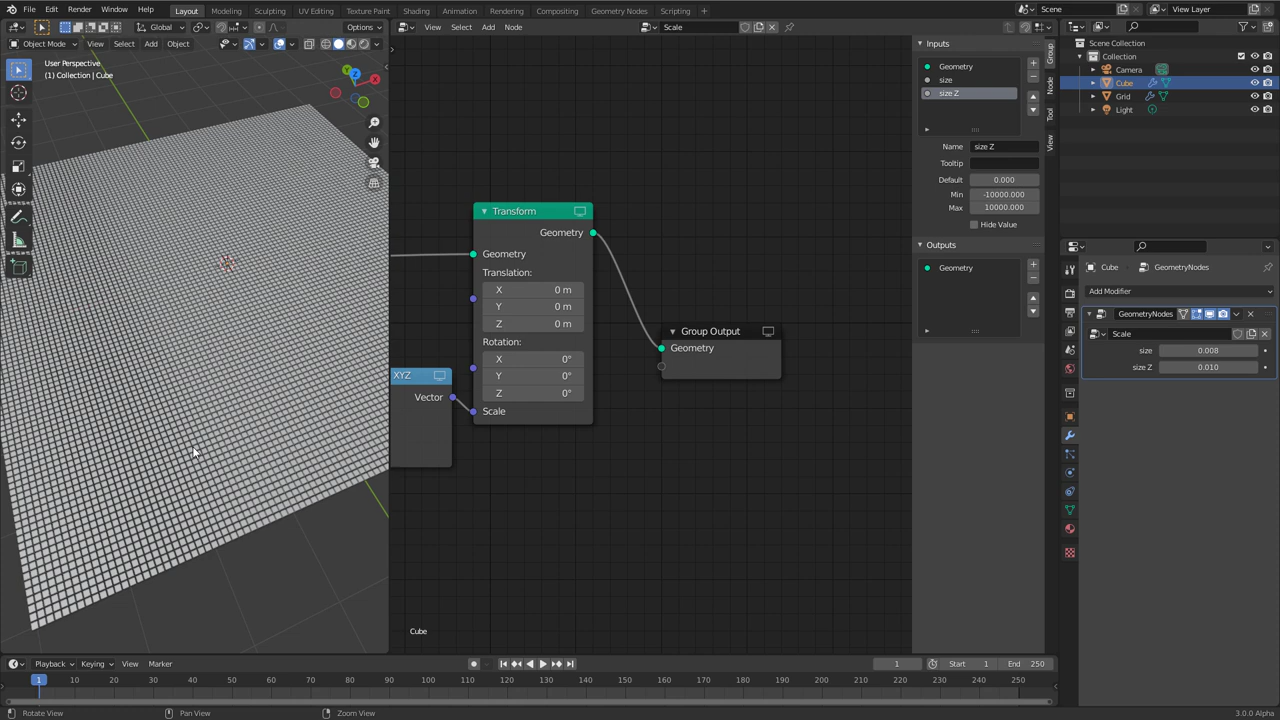 File Edit Render Window Help Layout Modeling Sculpting UV Editing Texture Paint Shading Animation Rendering Compositing Geometry Nodes Scripting Scene View Layer
Global Options View Select Add Node Scale
Object Mode View Select Add Object
User Perspective
(1) Collection | Cube
Z
Y
X
Transform
Geometry
Geometry
Translation:
X 0 m
Y 0 m
Z 0 m
Rotation:
X 0°
Y 0°
Z 0°
Scale
XYZ
Vector
Group Output
Geometry
Cube
Inputs
Geometry
size
size Z
Name size Z
Tooltip
Default 0.000
Min -10000.000
Max 10000.000
Hide Value
Outputs
Geometry
Group
Node
Tool
View
Scene Collection
Collection
Camera
Cube
Grid
Light
Cube GeometryNodes
Add Modifier
GeometryNodes
Scale
size 0.008
size Z 0.010
Playback Keying View Marker 1 Start 1 End 250
1 10 20 30 40 50 60 70 80 90 100 110 120 130 140 150 160 170 180 190 200 210 220 230 240 250
Rotate View Pan View Zoom View 3.0.0 Alpha